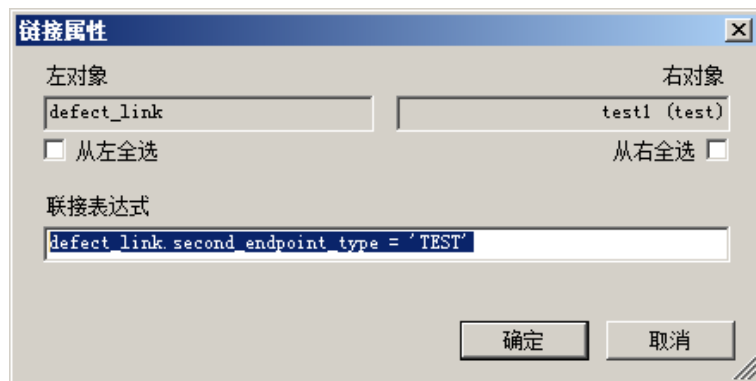 链接属性
左对象 右对象
defect_link test1 (test)
从左全选 从右全选
联接表达式
defect_link.second_endpoint_type = 'TEST'
确定 取消